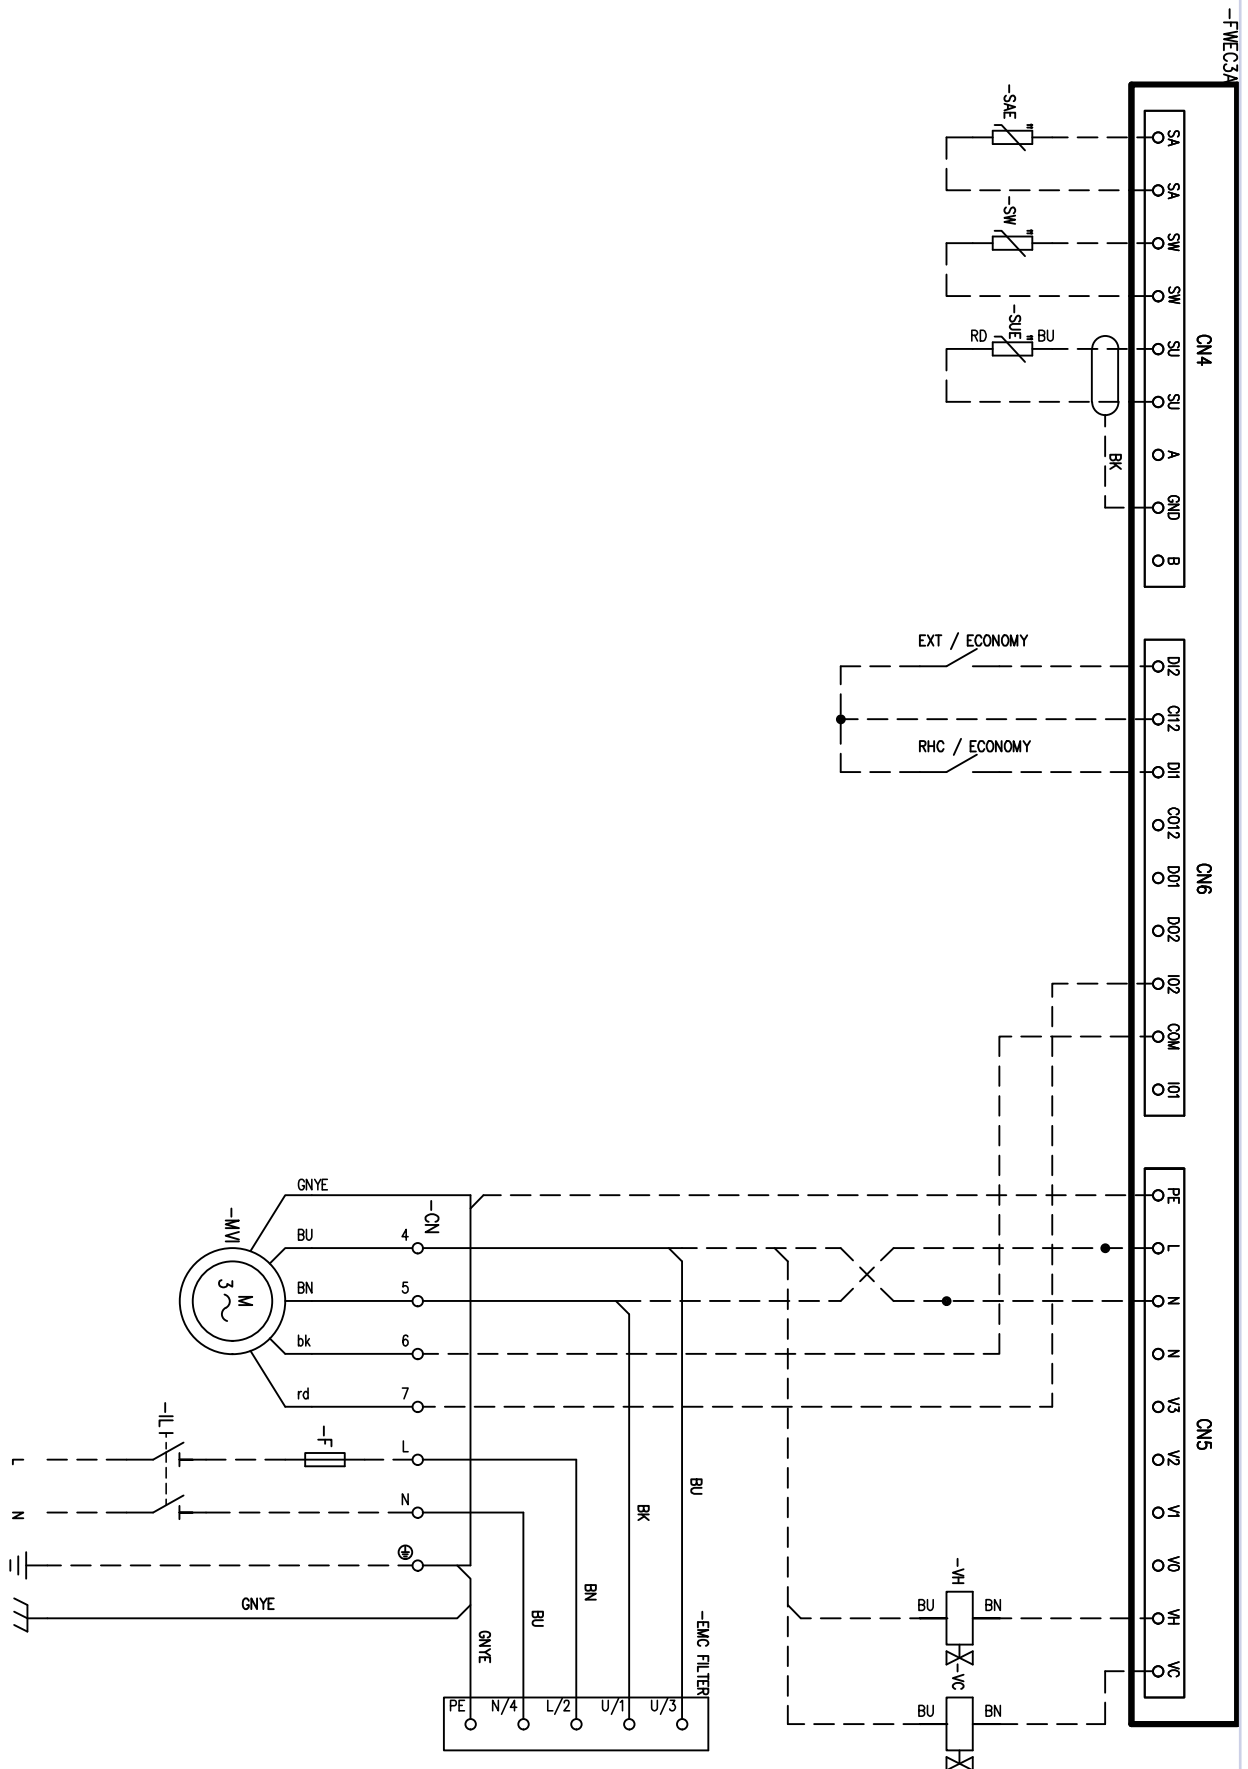 -FWEC3A
CN4
SA
SA
SW
SW
SU
SU
A
GND
B
CN6
DI2
CI12
DI1
CO12
DO1
DO2
IO2
COM
IO1
CN5
PE
L
N
N
V3
V2
V1
V0
VH
VC
-SAE
-SW
-SUE
RD
BU
BK
EXT / ECONOMY
RHC / ECONOMY
GNYE
BU
BN
bk
rd
-MV
M
3
-CN
4
5
6
7
L
N
-IL
-F
L
N
GNYE
BU
BK
BN
BU
GNYE
-VH
BU
BN
-VC
BU
BN
-EMC FILTER
PE
N/4
L/2
U/1
U/3